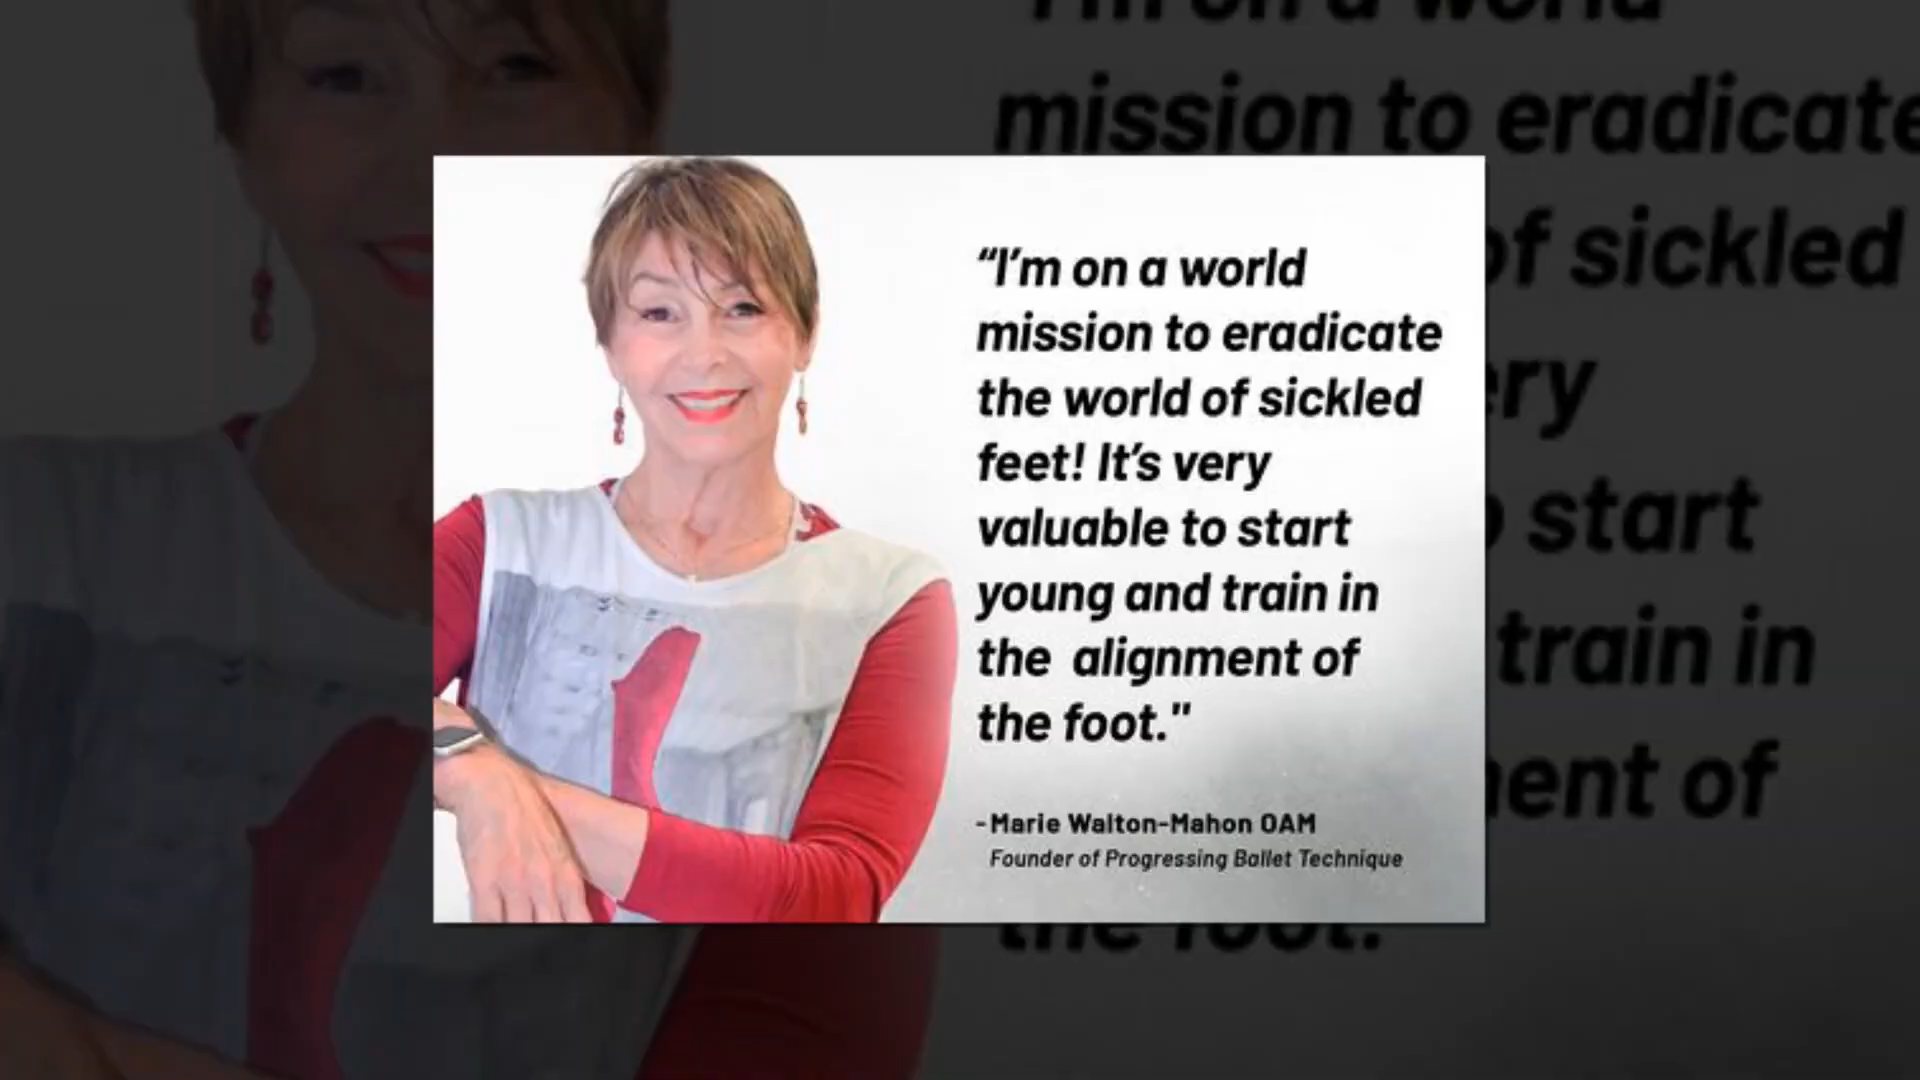 “I’m on a world
mission to eradicate
the world of sickled
feet! It’s very
valuable to start
young and train in
the alignment of
the foot."
- Marie Walton-Mahon OAM
Founder of Progressing Ballet Technique